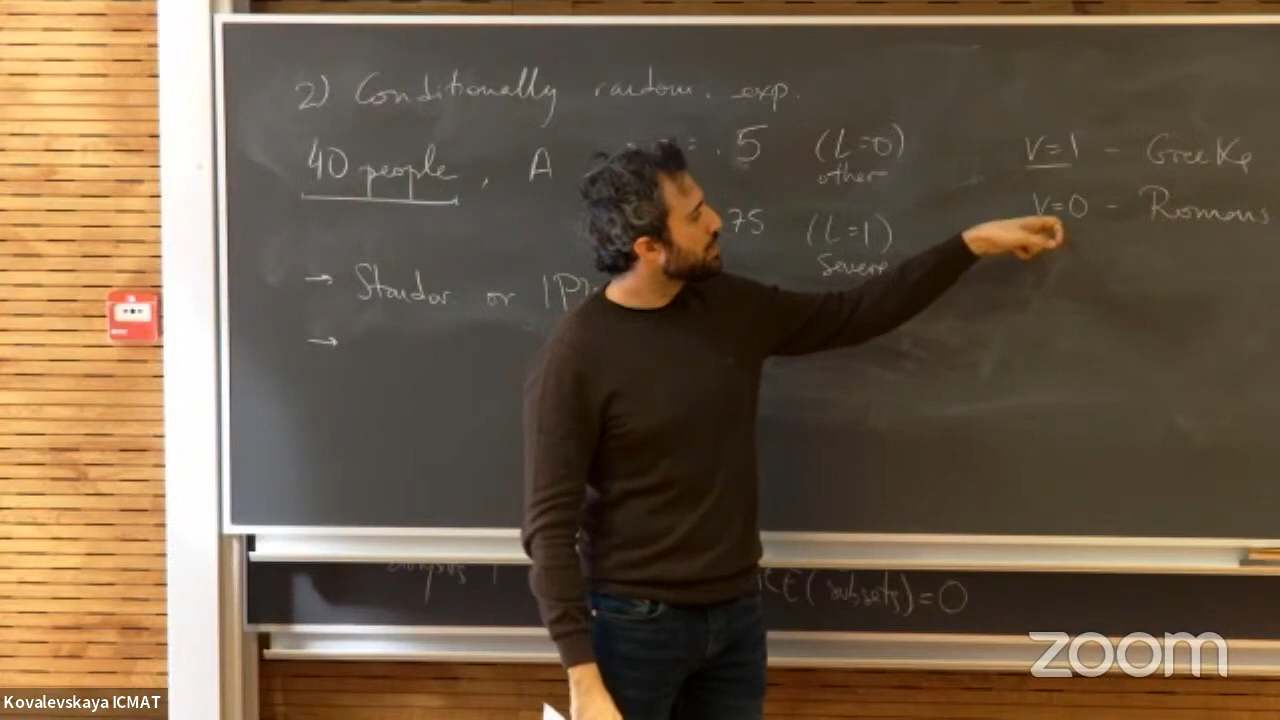 2) Conditionally random. exp.
40 people, A = .5 (L=0)
other
75 (L=1)
severe
→ Standar or IP
→
V=1 - Greeks
V=0 - Romans
(subsets)=0
zoom
Kovalevskaya ICMAT